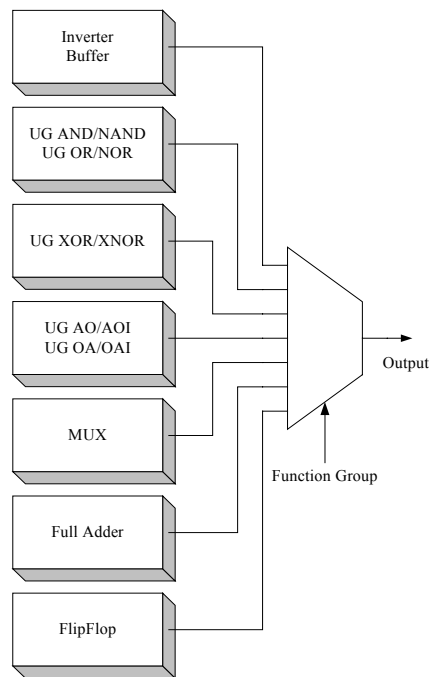 Inverter
Buffer
UG AND/NAND
UG OR/NOR
UG XOR/XNOR
UG AO/AOI
UG OA/OAI
MUX
Full Adder
FlipFlop
Output
Function Group